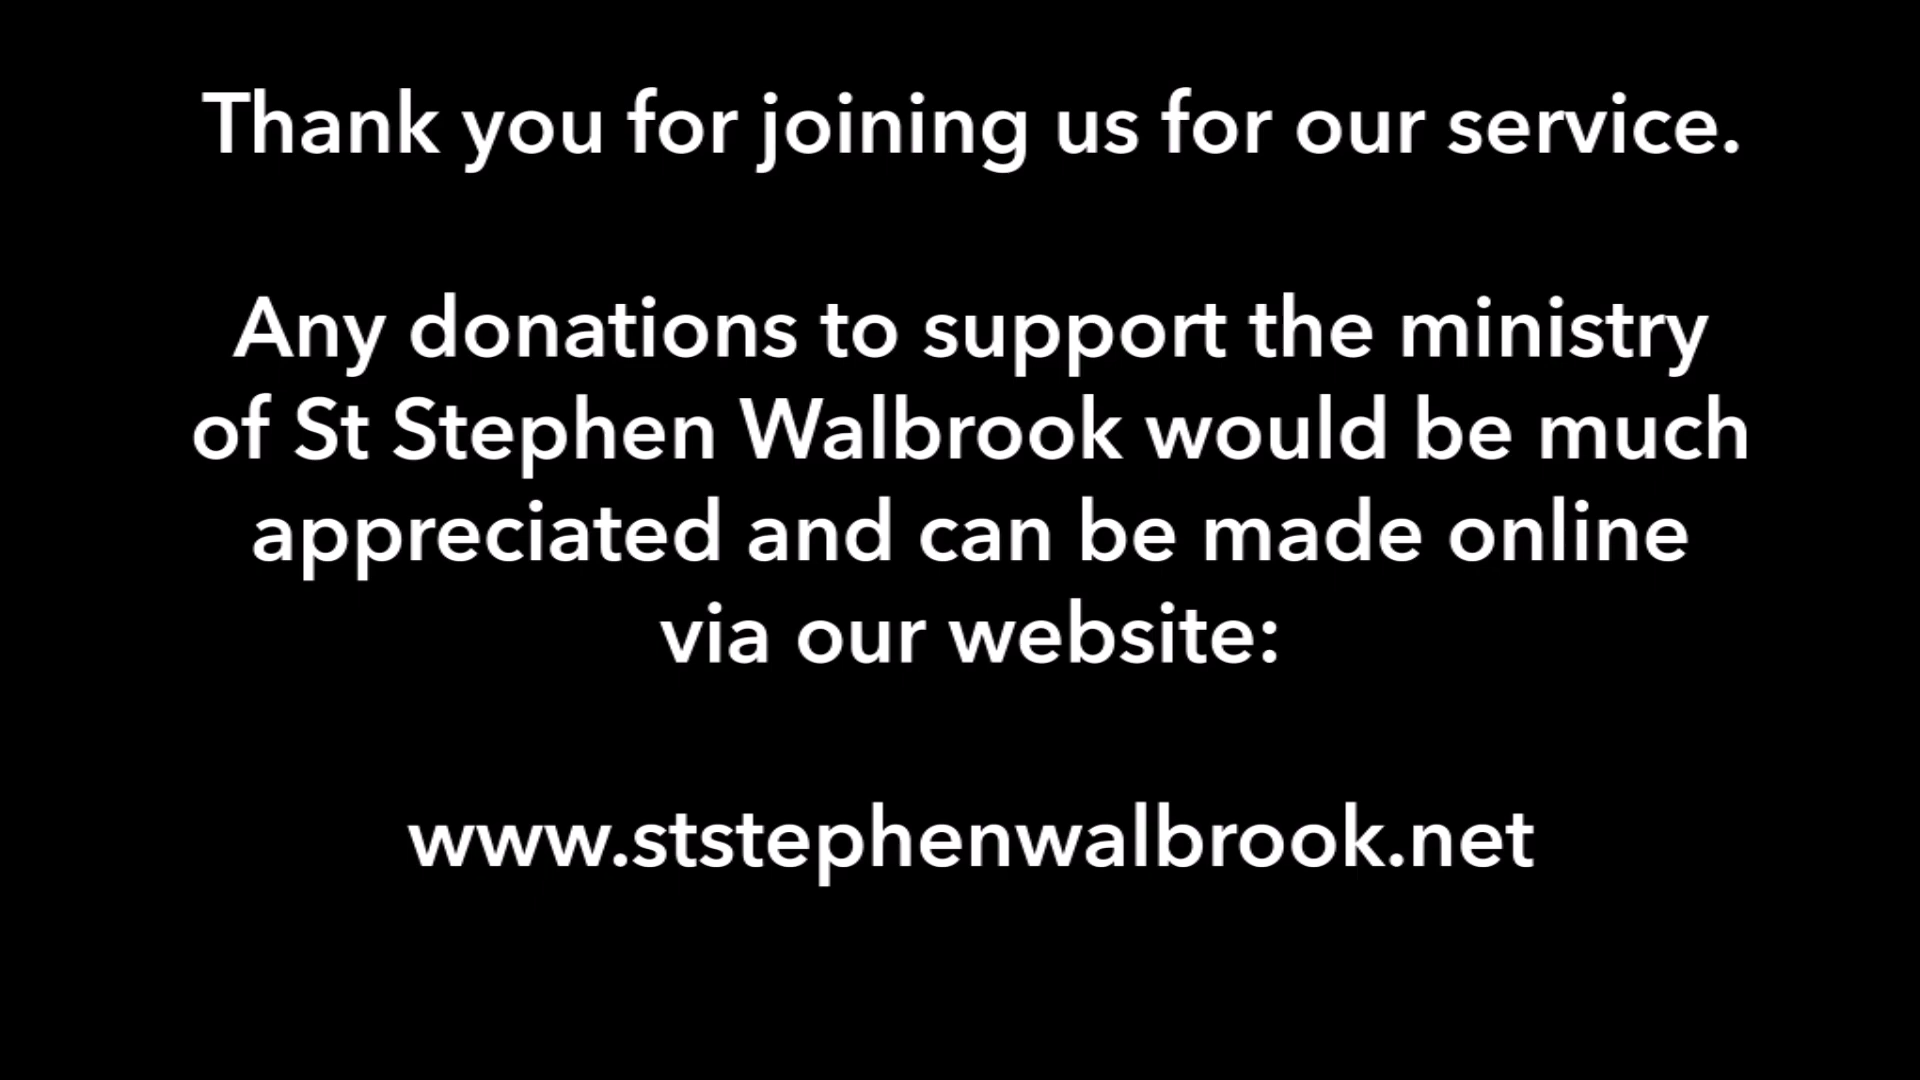 Thank you for joining us for our service.
Any donations to support the ministry
of St Stephen Walbrook would be much
appreciated and can be made online
via our website:
www.ststephenwalbrook.net